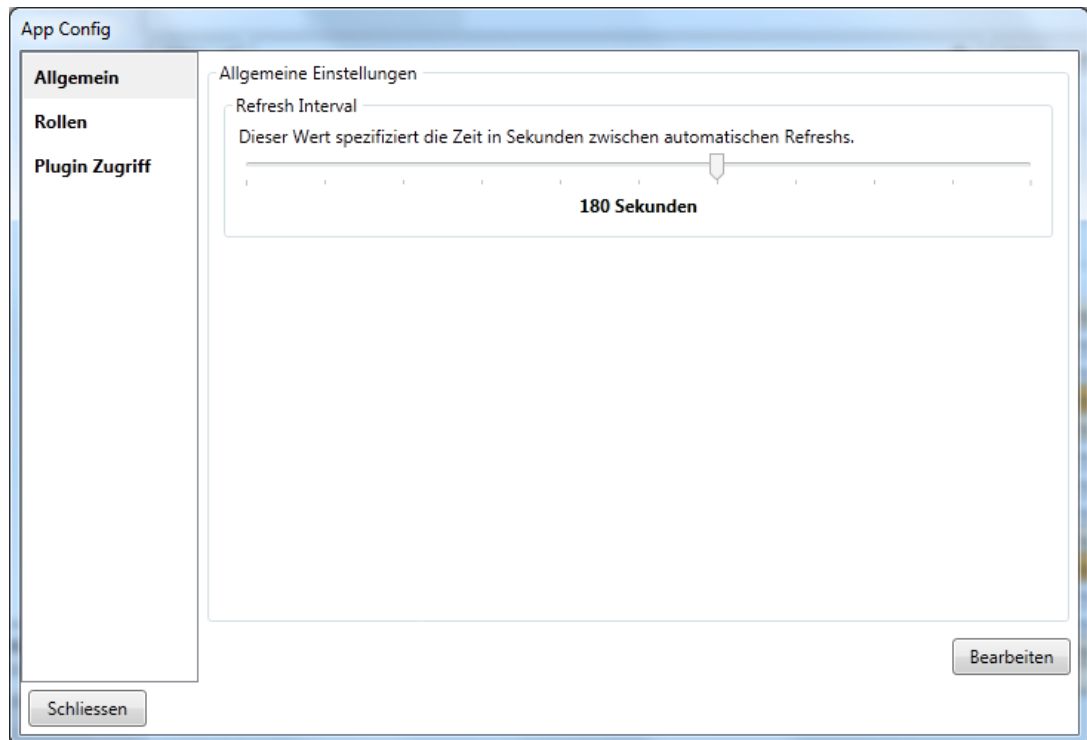 App Config
Allgemein
Rollen
Plugin Zugriff
Allgemeine Einstellungen
Refresh Interval
Dieser Wert spezifiziert die Zeit in Sekunden zwischen automatischen Refreshs.
180 Sekunden
Bearbeiten
Schliessen